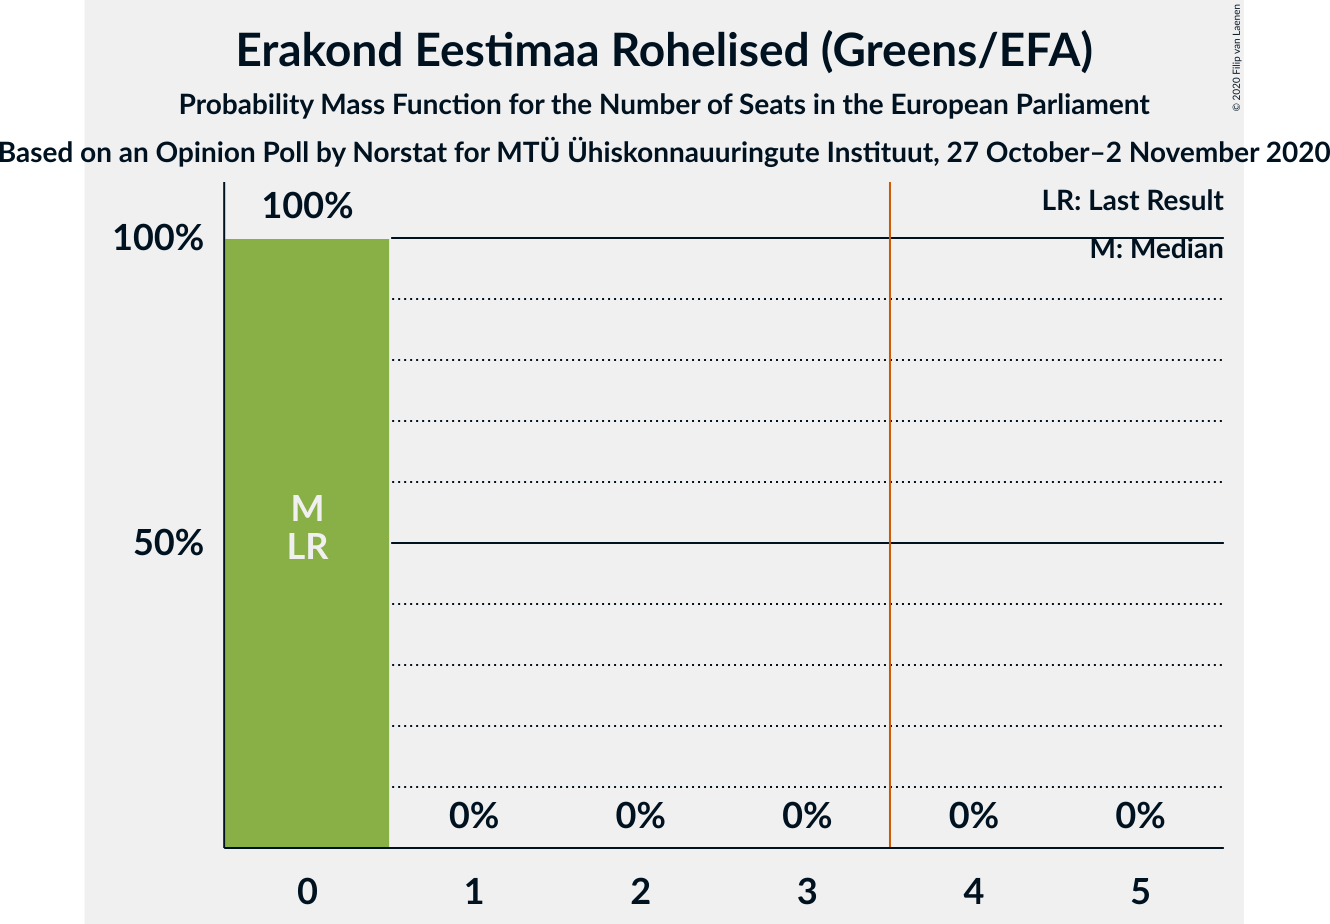 Erakond Eestimaa Rohelised (Greens/EFA)
Probability Mass Function for the Number of Seats in the European Parliament
Based on an Opinion Poll by Norstat for MTÜ Ühiskonnauuringute Instituut, 27 October–2 November 2020
© 2020 Filip van Laenen
LR: Last Result
M: Median
100%
100%
50%
M
LR
0% 0% 0% 0% 0%
0 1 2 3 4 5